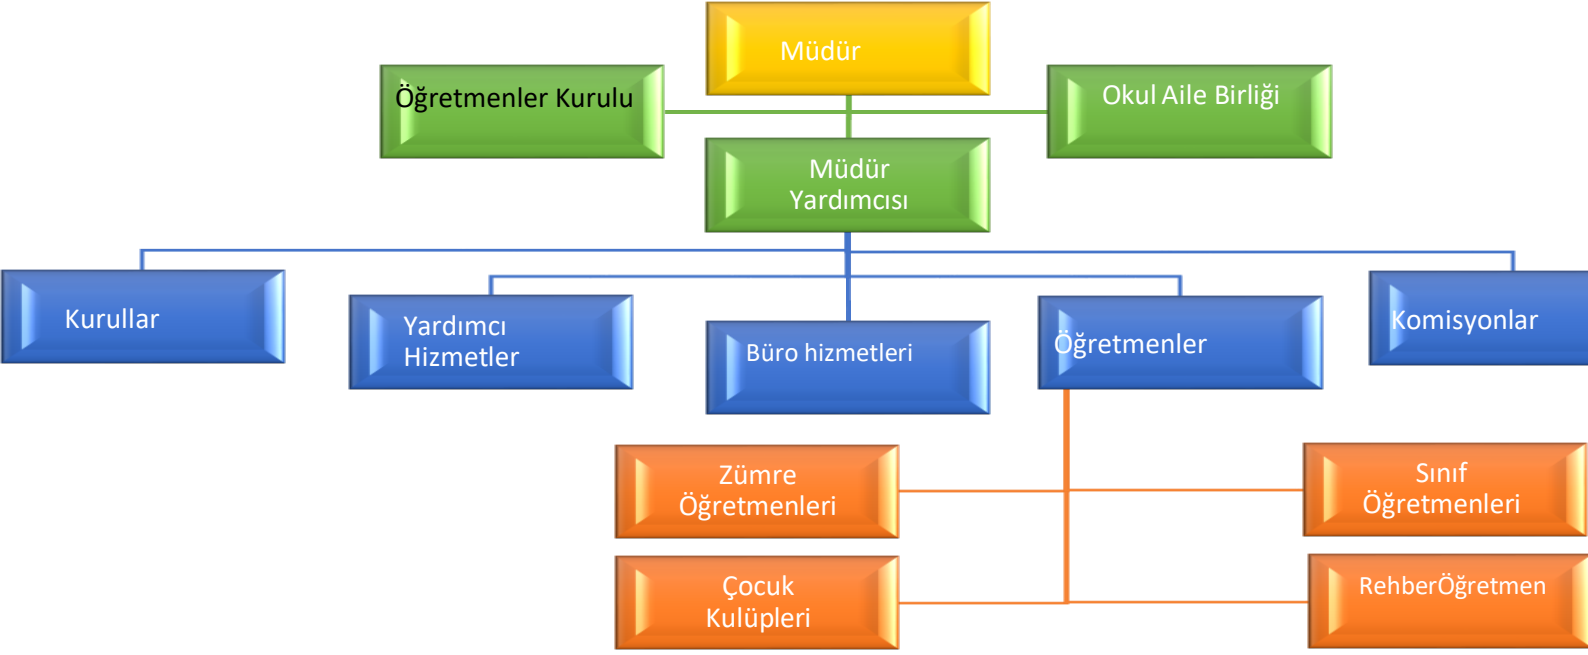 Müdür
Öğretmenler Kurulu
Okul Aile Birliği
Müdür
Yardımcısı
Kurullar
Yardımcı
Hizmetler
Büro hizmetleri
Öğretmenler
Komisyonlar
Zümre
Öğretmenleri
Sınıf
Öğretmenleri
Çocuk
Kulüpleri
RehberÖğretmen